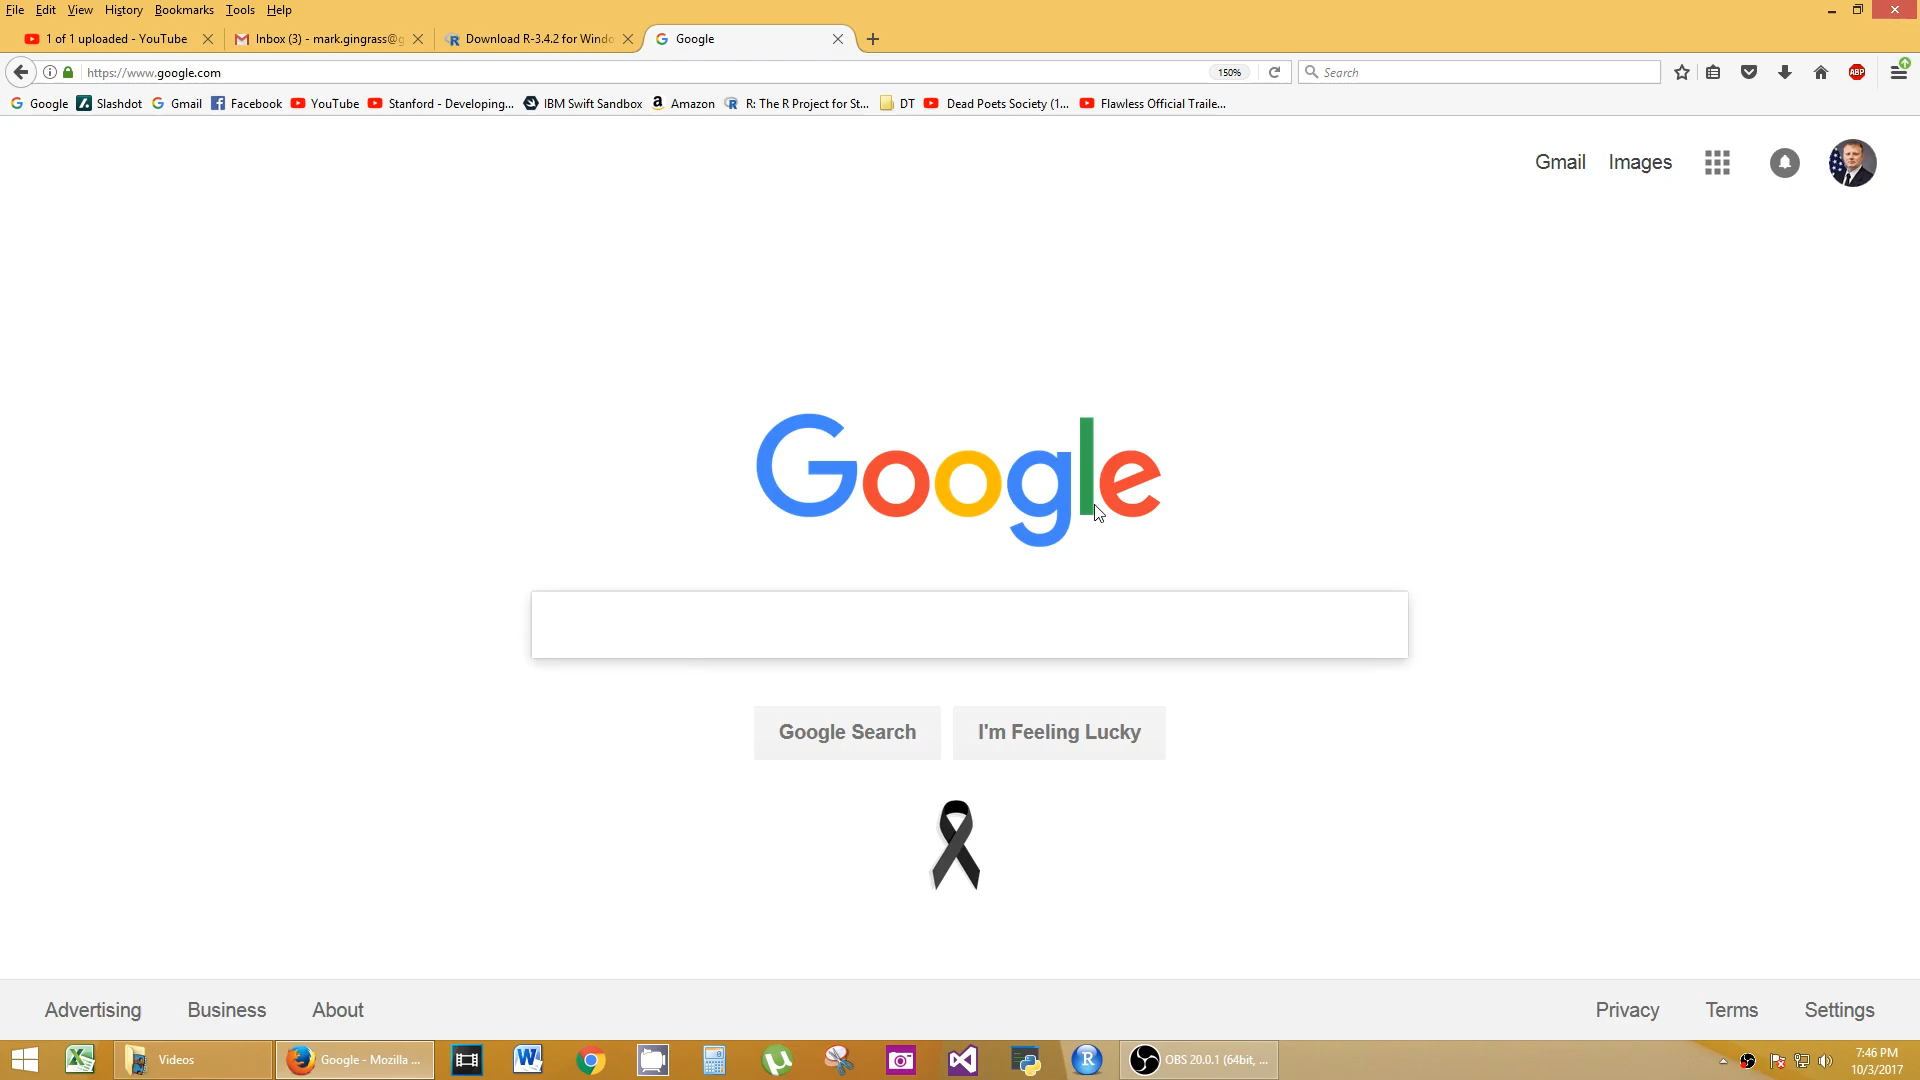 File Edit View History Bookmarks Tools Help
1 of 1 uploaded - YouTube Inbox (3) - mark.gingrass@g Download R-3.4.2 for Windo Google
https://www.google.com 150% Search ABP
Google Slashdot Gmail Facebook YouTube Stanford - Developing... IBM Swift Sandbox Amazon R: The R Project for St... DT Dead Poets Society (1... Flawless Official Traile...
Gmail Images
Google
Google Search I'm Feeling Lucky
Advertising Business About Privacy Terms Settings
Videos Google - Mozilla ... OBS 20.0.1 (64bit, ...
7:46 PM
10/3/2017